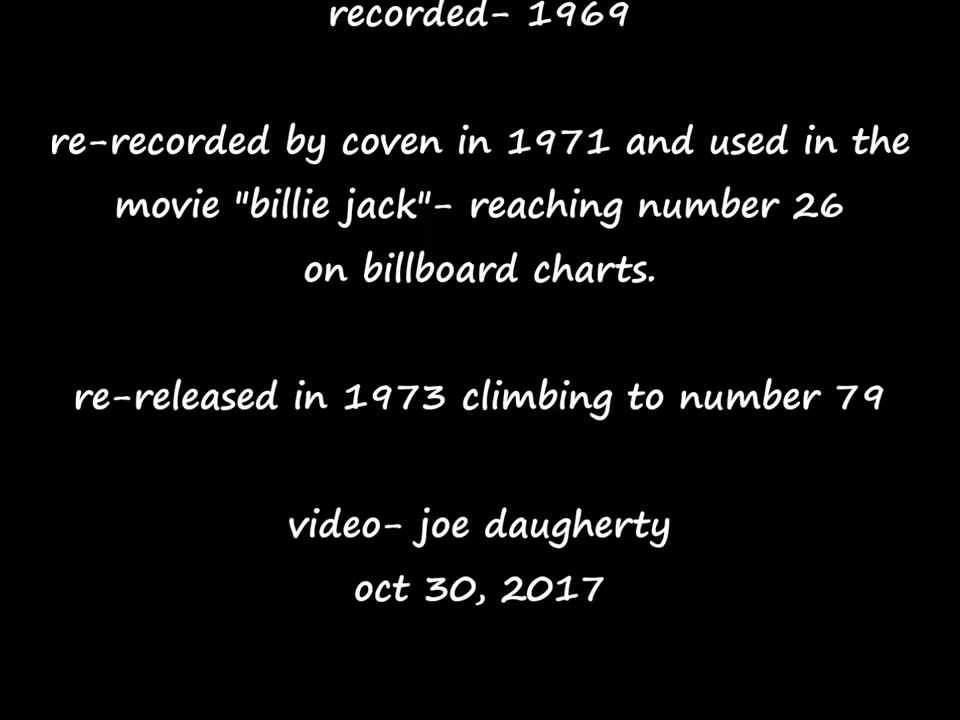 recorded- 1969
re-recorded by coven in 1971 and used in the
movie "billie jack"- reaching number 26
on billboard charts.
re-released in 1973 climbing to number 79
video- joe daugherty
oct 30, 2017